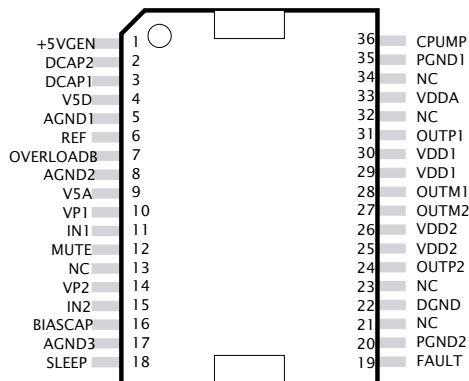 +5VGEN 1
DCAP2 2
DCAP1 3
V5D 4
AGND1 5
REF 6
OVERLOADB 7
AGND2 8
V5A 9
VP1 10
IN1 11
MUTE 12
NC 13
VP2 14
IN2 15
BIASCAP 16
AGND3 17
SLEEP 18
36 CPUMP
35 PGND1
34 NC
33 VDDA
32 NC
31 OUTP1
30 VDD1
29 VDD1
28 OUTM1
27 OUTM2
26 VDD2
25 VDD2
24 OUTP2
23 NC
22 DGND
21 NC
20 PGND2
19 FAULT